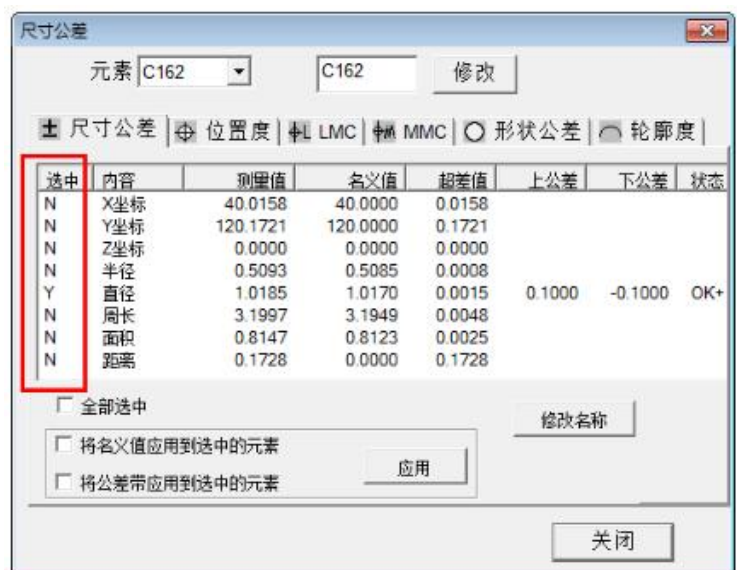 尺寸公差
元素 C162 C162 修改
尺寸公差 位置度 LMC MMC 形状公差 轮廓度
选中 内容 测量值 名义值 超差值 上公差 下公差 状态
N X坐标 40.0158 40.0000 0.0158
N Y坐标 120.1721 120.0000 0.1721
N Z坐标 0.0000 0.0000 0.0000
N 半径 0.5093 0.5085 0.0008
Y 直径 1.0185 1.0170 0.0015 0.1000 -0.1000 OK+
N 周长 3.1997 3.1949 0.0048
N 面积 0.8147 0.8123 0.0025
N 距离 0.1728 0.0000 0.1728
全部选中
修改名称
将名义值应用到选中的元素
应用
将公差带应用到选中的元素
关闭